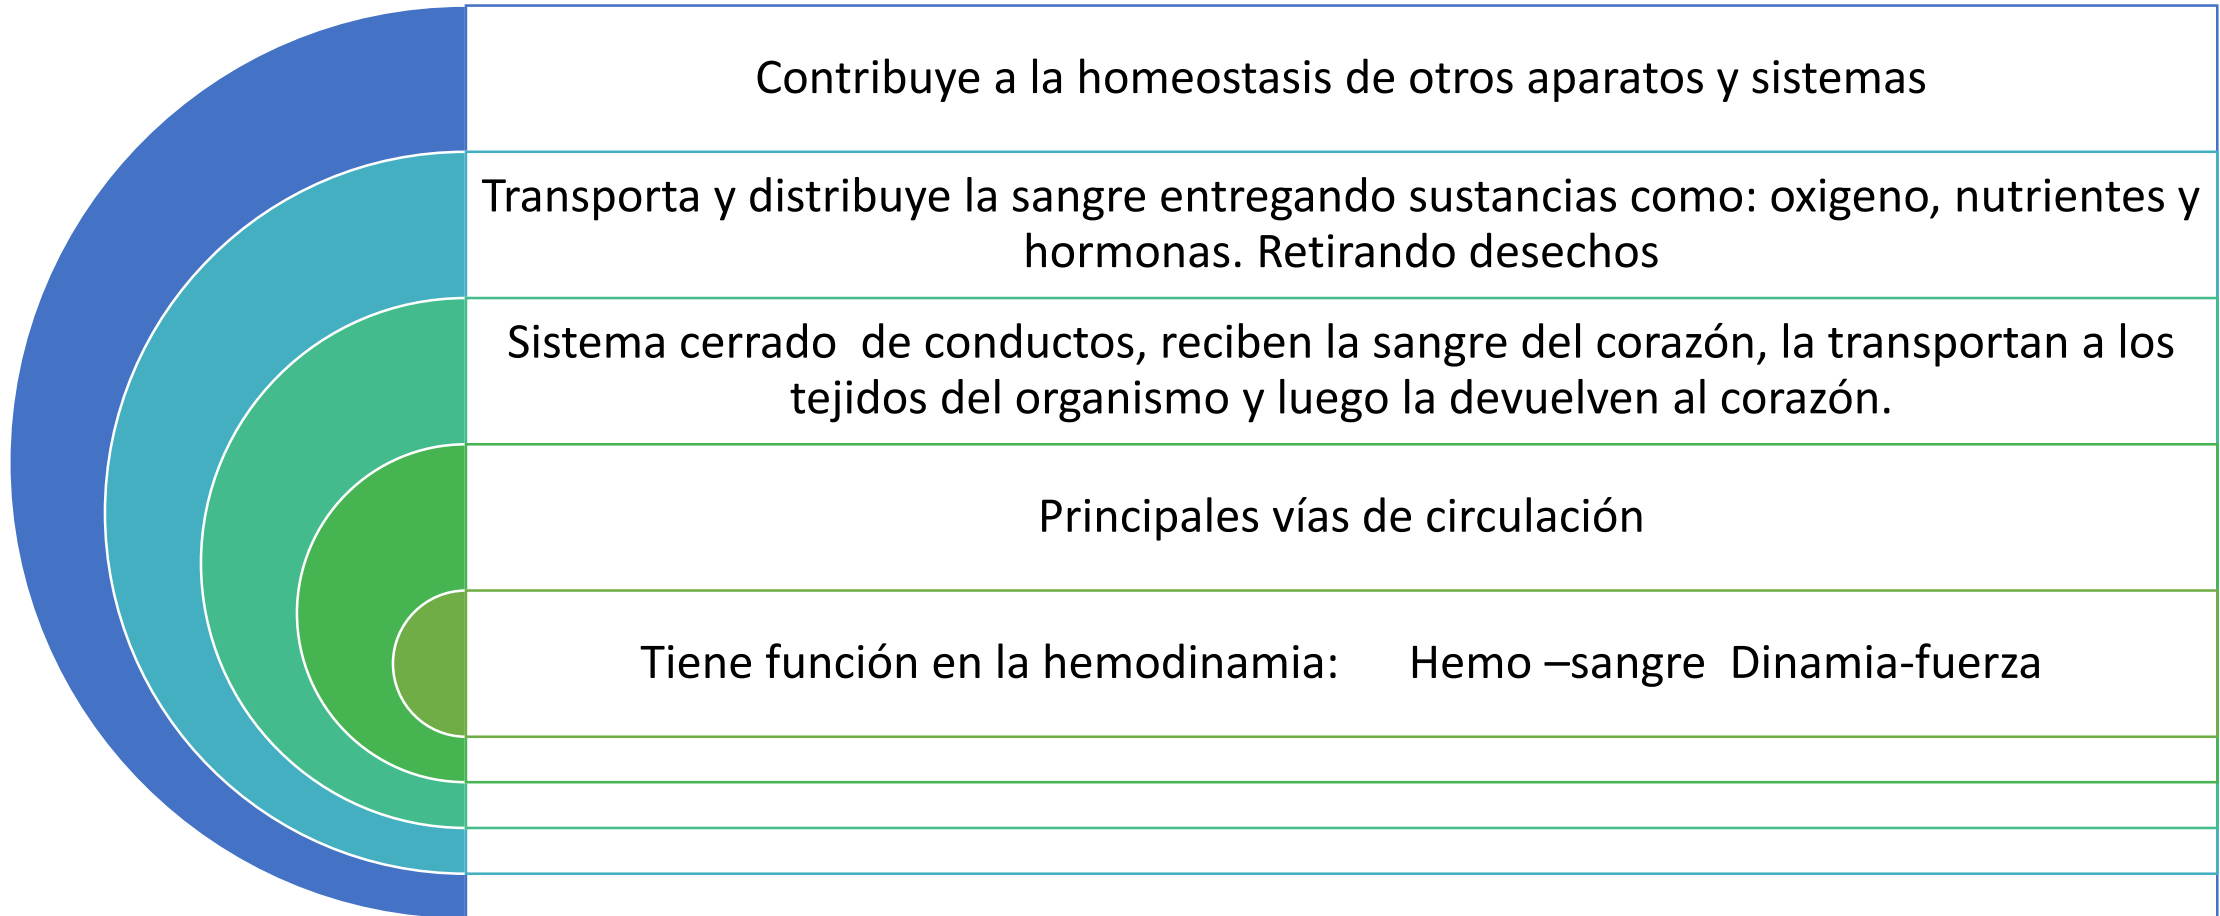 Contribuye a la homeostasis de otros aparatos y sistemas
Transporta y distribuye la sangre entregando sustancias como: oxigeno, nutrientes y
hormonas. Retirando desechos
Sistema cerrado  de conductos, reciben la sangre del corazón, la transportan a los
tejidos del organismo y luego la devuelven al corazón.
Principales vías de circulación
Tiene función en la hemodinamia:      Hemo –sangre  Dinamia-fuerza